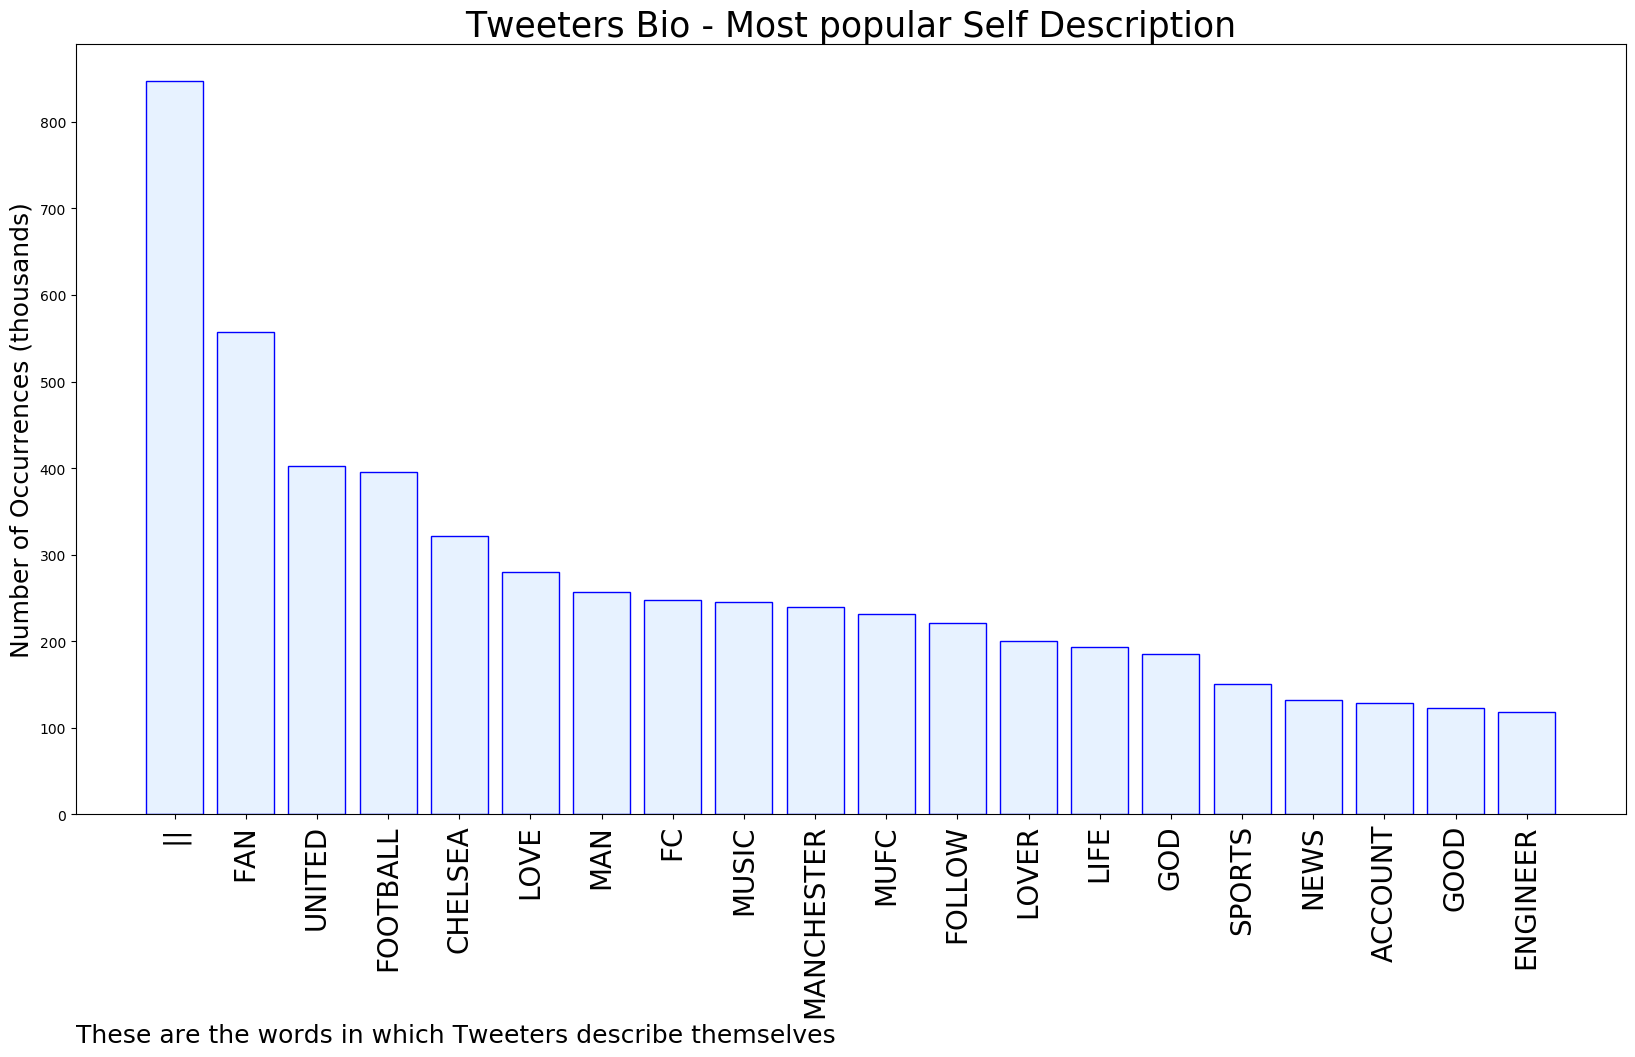 Tweeters Bio - Most popular Self Description
Number of Occurrences (thousands)
800
700
600
500
400
300
200
100
0
||
FAN
UNITED
FOOTBALL
CHELSEA
LOVE
MAN
FC
MUSIC
MANCHESTER
MUFC
FOLLOW
LOVER
LIFE
GOD
SPORTS
NEWS
ACCOUNT
GOOD
ENGINEER
These are the words in which Tweeters describe themselves